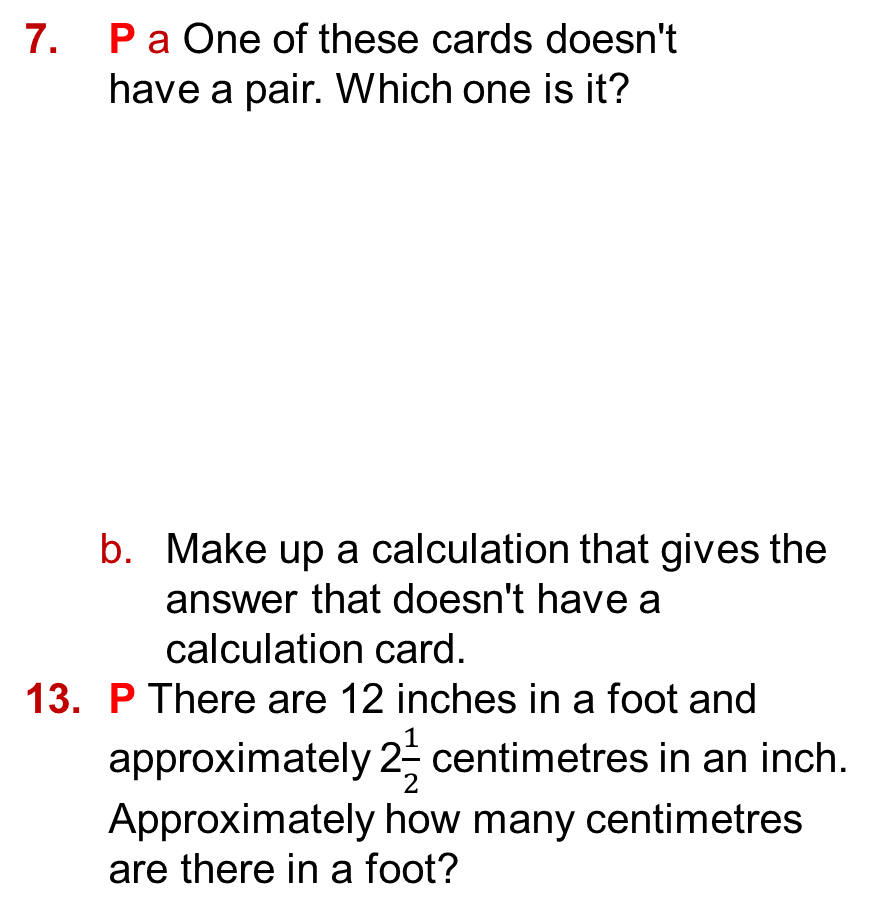 7. P a One of these cards doesn't
have a pair. Which one is it?
b. Make up a calculation that gives the
answer that doesn't have a
calculation card.
13. P There are 12 inches in a foot and
approximately 2 1/2 centimetres in an inch.
Approximately how many centimetres
are there in a foot?